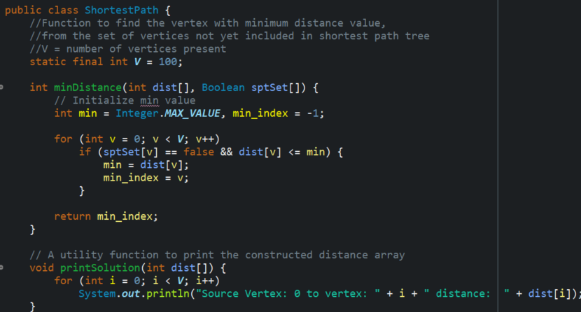 public class ShortestPath {
//Function to find the vertex with minimum distance value,
//from the set of vertices not yet included in shortest path tree
//V = number of vertices present
static final int V = 100;
int minDistance(int dist[], Boolean sptSet[]) {
// Initialize min value
int min = Integer.MAX_VALUE, min_index = -1;
for (int v = 0; v < V; v++)
if (sptSet[v] == false && dist[v] <= min) {
min = dist[v];
min_index = v;
}
return min_index;
}
// A utility function to print the constructed distance array
void printSolution(int dist[]) {
for (int i = 0; i < V; i++)
System.out.println("Source Vertex: 0 to vertex: " + i + " distance:  " + dist[i]);
}